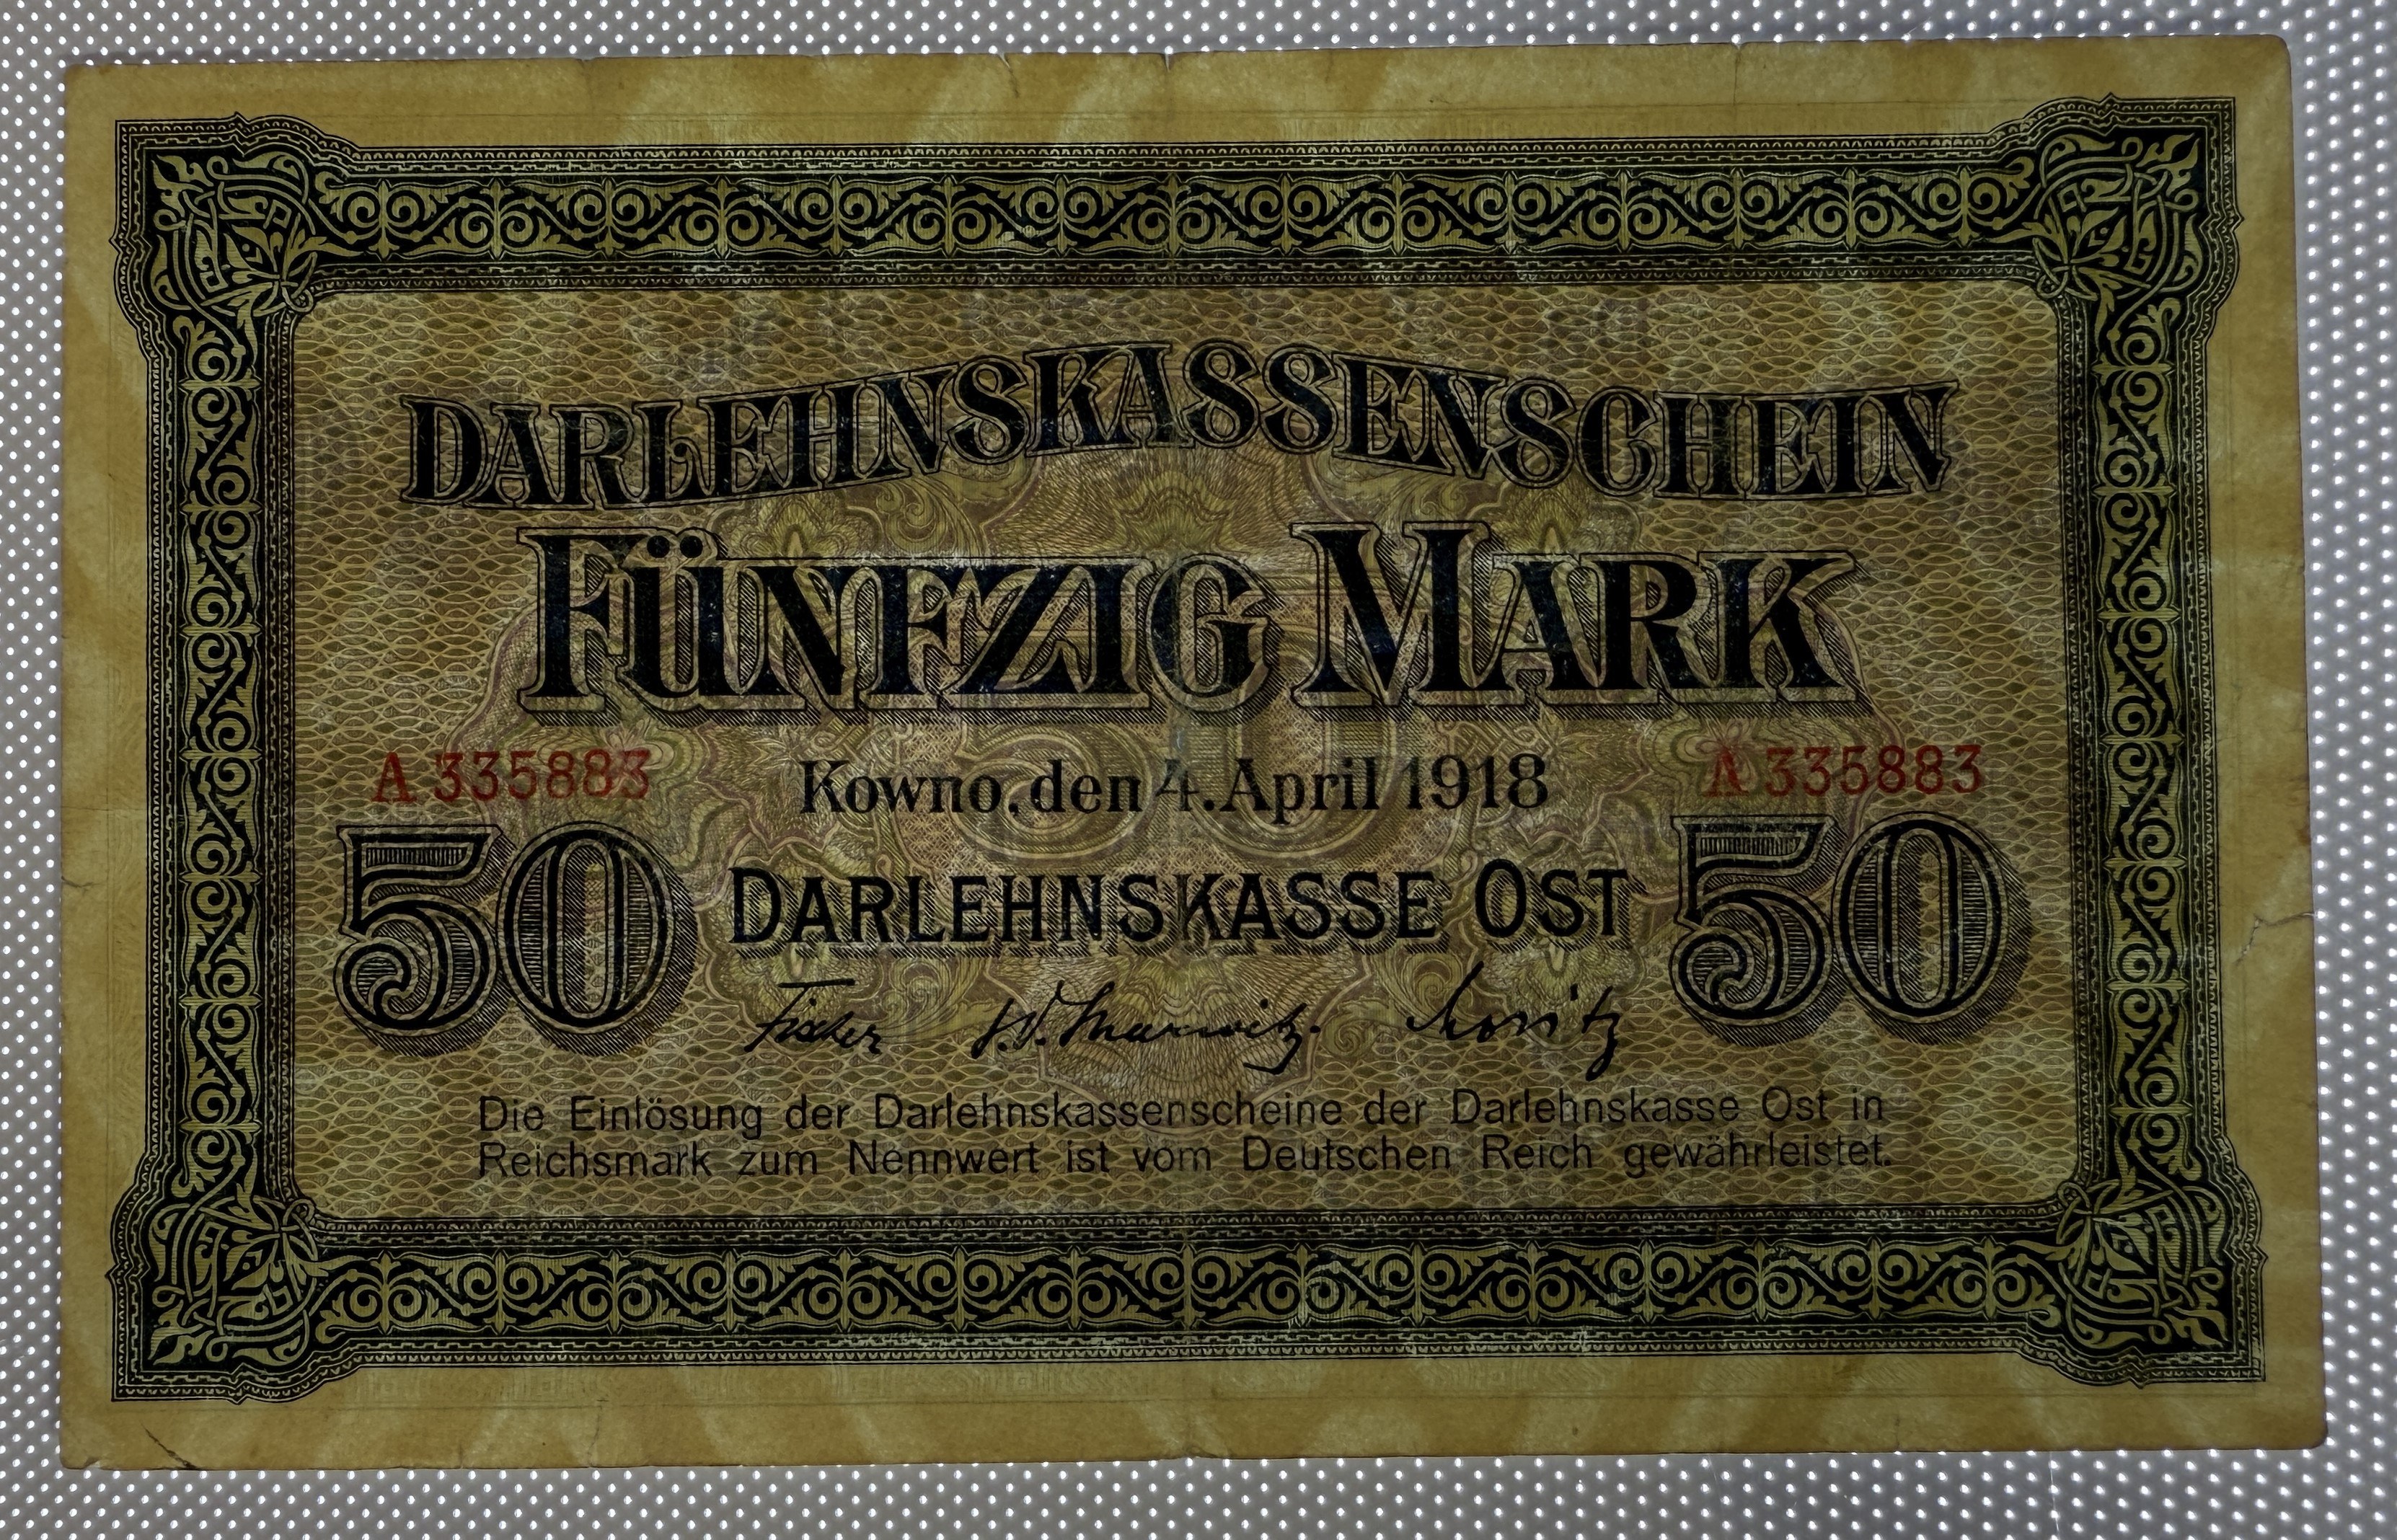 DARLEHNSKASSENSCHEIN
FÜNFZIG MARK
A 335883 A 335883
Kowno, den 4. April 1918
50 DARLEHNSKASSE OST 50
Fischer
Die Einlösung der Darlehnskassenscheine der Darlehnskasse Ost in
Reichsmark zum Nennwert ist vom Deutschen Reich gewährleistet.